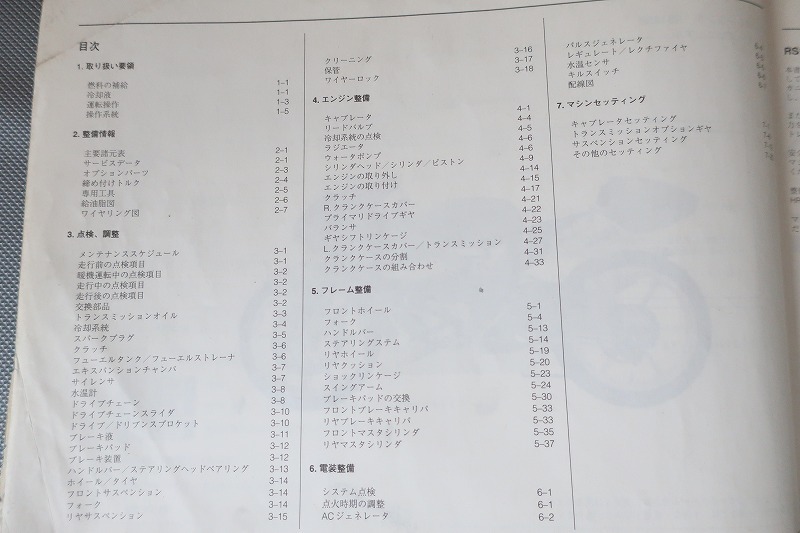 目次
1. 取り扱い要領
燃料の補給 1–1
冷却液 1–1
運転操作 1–3
操作系統 1–5
2. 整備情報
主要諸元表 2–1
サービスデータ 2–1
オプションパーツ 2–3
締め付けトルク 2–4
専用工具 2–5
給油脂図 2–6
ワイヤリング図 2–7
3. 点検、調整
メンテナンススケジュール 3–1
走行前の点検項目 3–1
暖機運転中の点検項目 3–2
走行中の点検項目 3–2
走行後の点検項目 3–2
交換部品 3–2
トランスミッションオイル 3–3
冷却系統 3–4
スパークプラグ 3–5
クラッチ 3–6
フューエルタンク/フューエルストレーナ 3–6
エキスパンションチャンバ 3–7
サイレンサ 3–7
水温計 3–8
ドライブチェーン 3–8
ドライブチェーンスライダ 3–10
ドライブ/ドリブンスプロケット 3–10
ブレーキ液 3–11
ブレーキパッド 3–12
ブレーキ装置 3–12
ハンドルバー/ステアリングヘッドベアリング 3–13
ホイール/タイヤ 3–14
フロントサスペンション 3–14
フォーク 3–14
リヤサスペンション 3–15
クリーニング 3–16
保管 3–17
ワイヤーロック 3–18
4. エンジン整備
キャブレータ 4–1
リードバルブ 4–4
冷却系統の点検 4–5
ラジエータ 4–6
ウォータポンプ 4–6
シリンダヘッド/シリンダ/ピストン 4–9
エンジンの取り外し 4–14
エンジンの取り付け 4–15
クラッチ 4–17
R. クランクケースカバー 4–21
プライマリドライブギヤ 4–22
バランサ 4–23
ギヤシフトリンケージ 4–25
L. クランクケースカバー/トランスミッション 4–27
クランクケースの分割 4–31
クランクケースの組み合わせ 4–33
5. フレーム整備
フロントホイール 5–1
フォーク 5–4
ハンドルバー 5–13
ステアリングステム 5–14
リヤホイール 5–19
リヤクッション 5–20
ショックリンケージ 5–23
スイングアーム 5–24
ブレーキパッドの交換 5–30
フロントブレーキキャリパ 5–33
リヤブレーキキャリパ 5–33
フロントマスタシリンダ 5–35
リヤマスタシリンダ 5–37
6. 電装整備
システム点検 6–1
点火時期の調整 6–1
ACジェネレータ 6–2
パルスジェネレータ
レギュレート/レクチファイヤ
水温センサ
キルスイッチ
配線図
7. マシンセッティング
キャブレータセッティング
トランスミッションオプションギヤ
サスペンションセッティング
その他のセッティング
RS